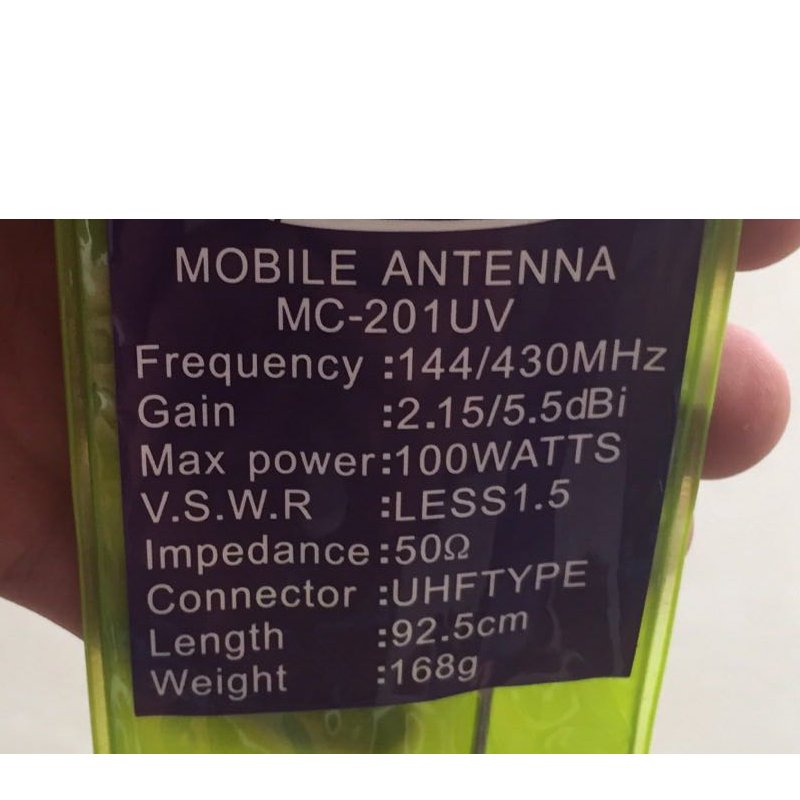 MOBILE ANTENNA
MC-201UV
Frequency :144/430MHz
Gain :2.15/5.5dBi
Max power:100WATTS
V.S.W.R :LESS1.5
Impedance:50Ω
Connector :UHFTYPE
Length :92.5cm
Weight :168g